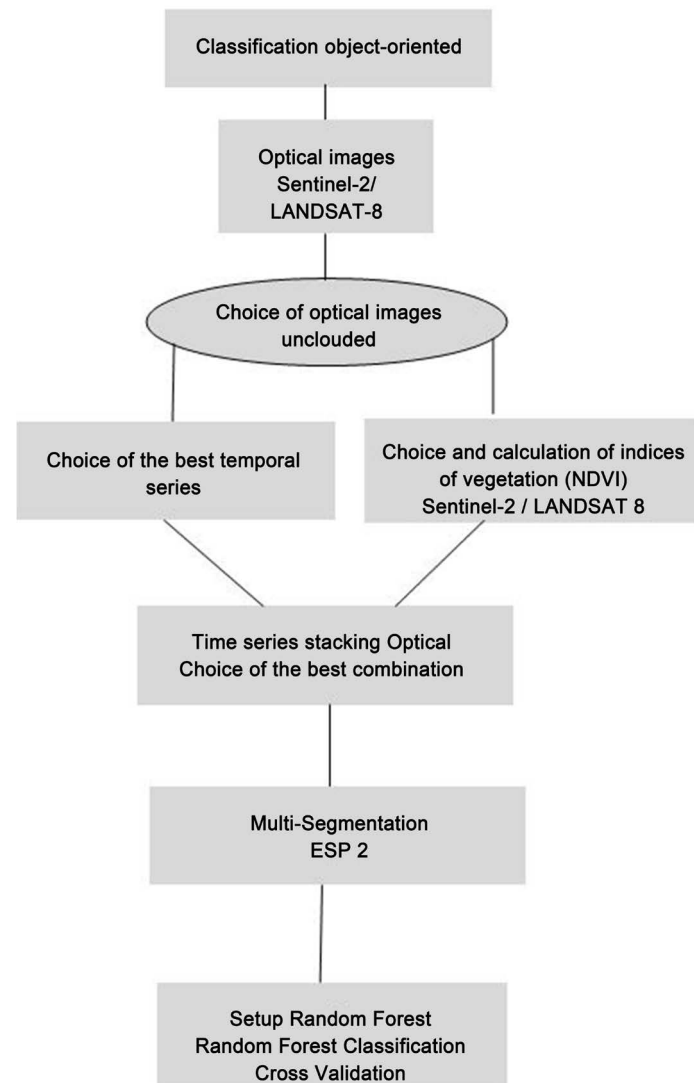 Classification object-oriented
Optical images
Sentinel-2/
LANDSAT-8
Choice of optical images
unclouded
Choice of the best temporal
series
Choice and calculation of indices
of vegetation (NDVI)
Sentinel-2 / LANDSAT 8
Time series stacking Optical
Choice of the best combination
Multi-Segmentation
ESP 2
Setup Random Forest
Random Forest Classification
Cross Validation